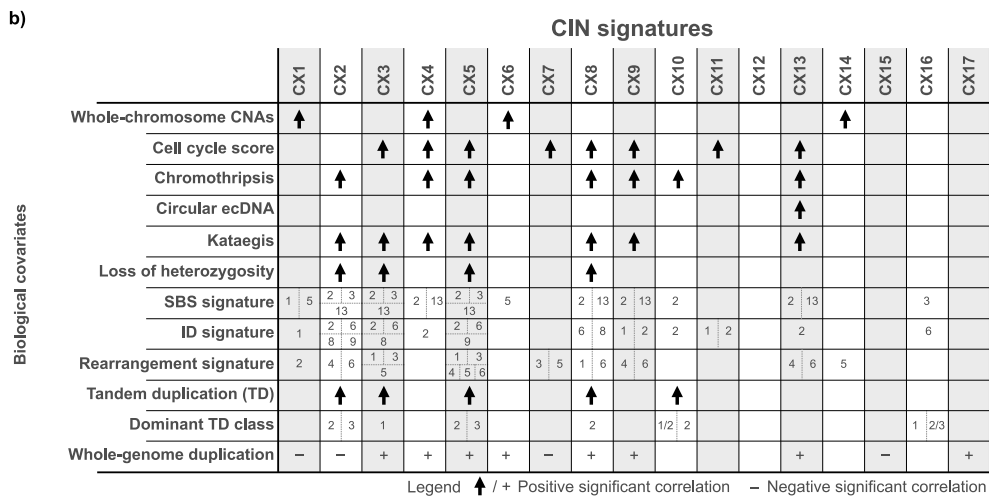 b)
CIN signatures
CX1 CX2 CX3 CX4 CX5 CX6 CX7 CX8 CX9 CX10 CX11 CX12 CX13 CX14 CX15 CX16 CX17
Biological covariates
Whole-chromosome CNAs
Cell cycle score
Chromothripsis
Circular ecDNA
Kataegis
Loss of heterozygosity
SBS signature 1 5 2 3 13 2 3 13 2 13 2 3 13 5 2 13 2 13 2 2 13 3
ID signature 1 2 6 8 9 2 6 8 2 2 6 9 6 8 1 2 2 1 2 2 6
Rearrangement signature 2 4 6 1 3 5 1 3 4 5 6 3 5 1 6 4 6 4 6 5
Tandem duplication (TD)
Dominant TD class 2 3 1 2 3 2 1/2 2 1 2/3
Whole-genome duplication – – + + + + – + + + – +
Legend / + Positive significant correlation – Negative significant correlation